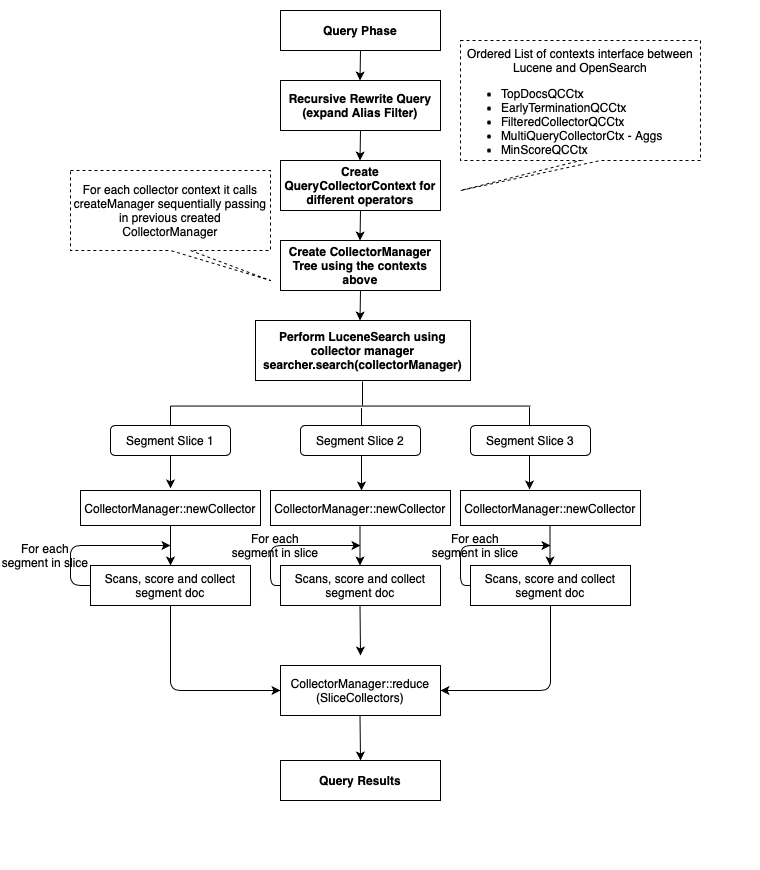 Query Phase
Ordered List of contexts interface between
Lucene and OpenSearch
• TopDocsQCCtx
• EarlyTerminationQCCtx
• FilteredCollectorQCCtx
• MultiQueryCollectorCtx - Aggs
• MinScoreQCCtx
Recursive Rewrite Query
(expand Alias Filter)
Create
QueryCollectorContext for
different operators
For each collector context it calls
createManager sequentially passing
in previous created
CollectorManager
Create CollectorManager
Tree using the contexts
above
Perform LuceneSearch using
collector manager
searcher.search(collectorManager)
Segment Slice 1
Segment Slice 2
Segment Slice 3
CollectorManager::newCollector
CollectorManager::newCollector
CollectorManager::newCollector
For each
segment in slice
For each
segment in slice
For each
segment in slice
Scans, score and collect
segment doc
Scans, score and collect
segment doc
Scans, score and collect
segment doc
CollectorManager::reduce
(SliceCollectors)
Query Results